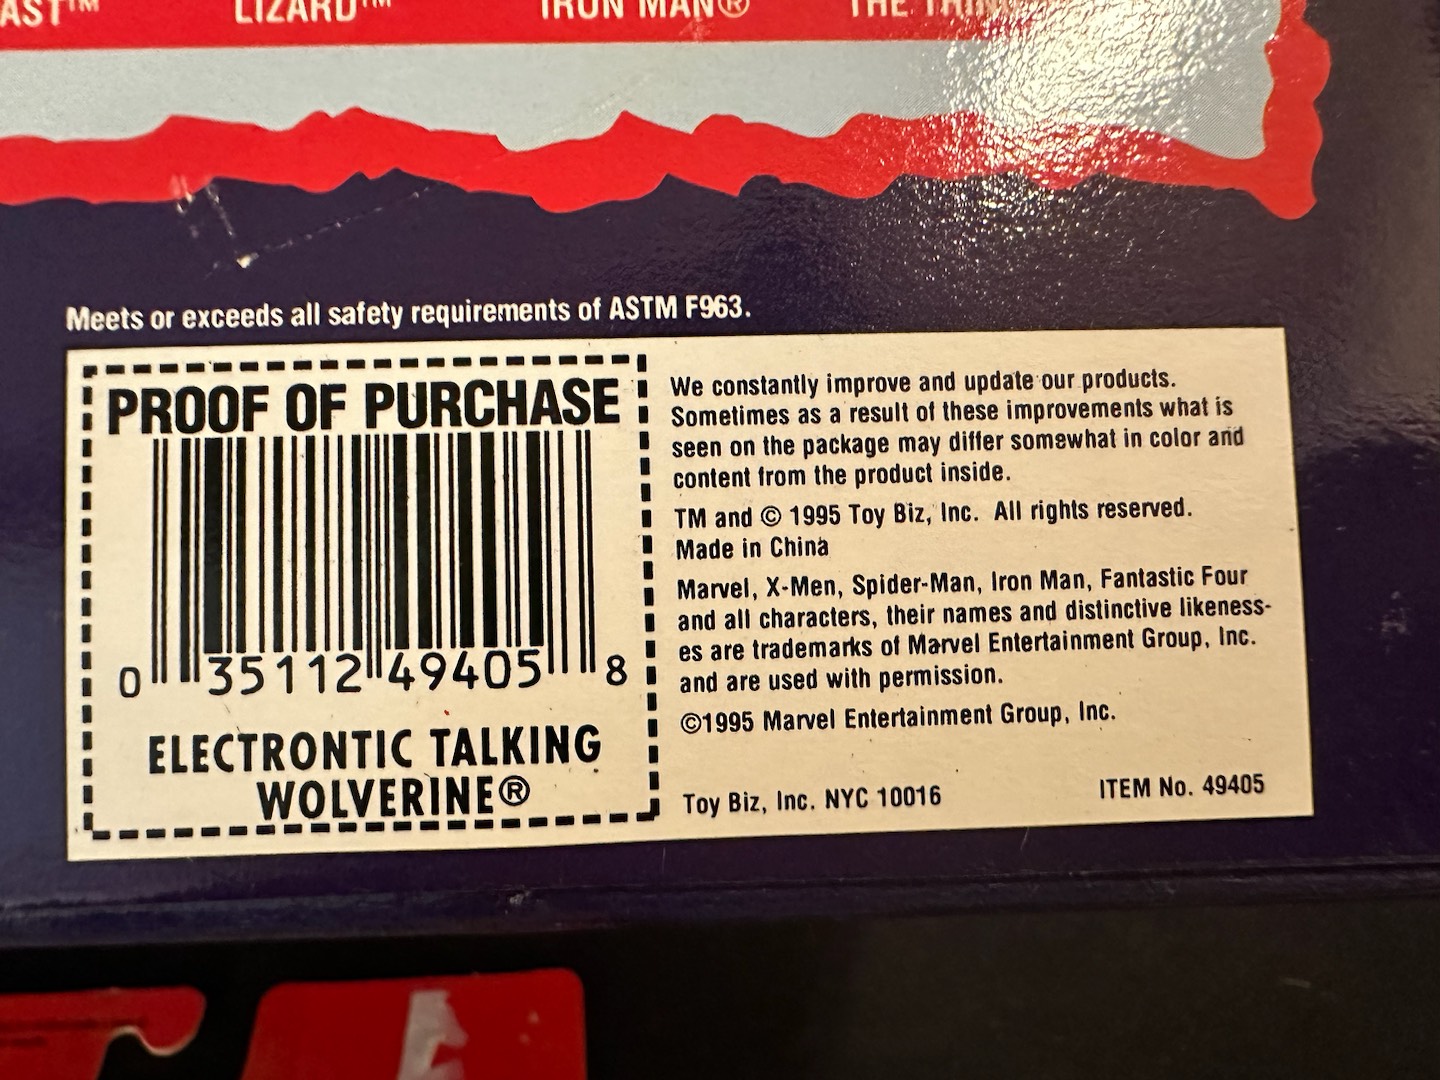 LIZARD™
IRON MAN®
Meets or exceeds all safety requirements of ASTM F963.
PROOF OF PURCHASE
0 35112 49405 8
ELECTRONTIC TALKING
WOLVERINE®
We constantly improve and update our products.
Sometimes as a result of these improvements what is
seen on the package may differ somewhat in color and
content from the product inside.
TM and © 1995 Toy Biz, Inc. All rights reserved.
Made in China
Marvel, X-Men, Spider-Man, Iron Man, Fantastic Four
and all characters, their names and distinctive likeness-
es are trademarks of Marvel Entertainment Group, Inc.
and are used with permission.
©1995 Marvel Entertainment Group, Inc.
Toy Biz, Inc. NYC 10016
ITEM No. 49405